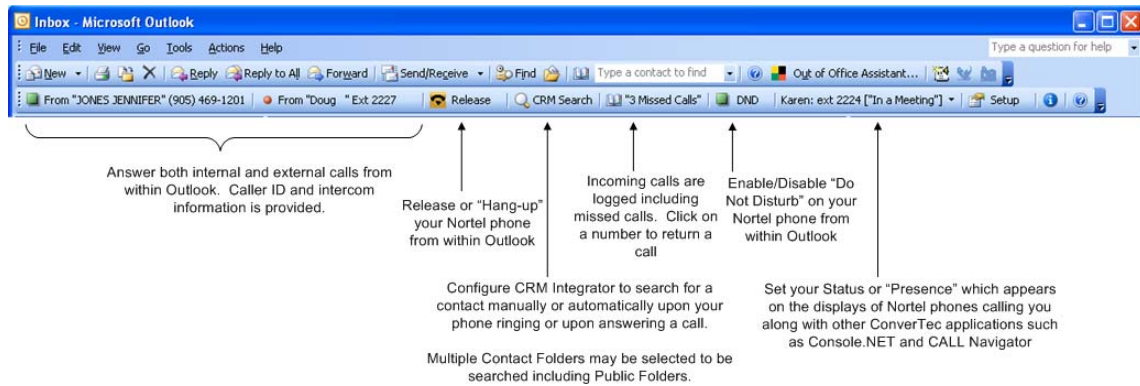 Inbox - Microsoft Outlook
File Edit View Go Tools Actions Help Type a question for help
New Reply Reply to All Forward Send/Receive Find Type a contact to find Out of Office Assistant...
From "JONES JENNIFER" (905) 469-1201 From "Doug " Ext 2227 Release CRM Search "3 Missed Calls" DND Karen: ext 2224 ["In a Meeting"] Setup
Answer both internal and external calls from
within Outlook. Caller ID and intercom
information is provided.
Release or “Hang-up”
your Nortel phone
from within Outlook
Incoming calls are
logged including
missed calls. Click on
a number to return a
call
Enable/Disable “Do
Not Disturb” on your
Nortel phone from
within Outlook
Configure CRM Integrator to search for a
contact manually or automatically upon your
phone ringing or upon answering a call.
Multiple Contact Folders may be selected to be
searched including Public Folders.
Set your Status or “Presence” which appears
on the displays of Nortel phones calling you
along with other ConverTec applications such
as Console.NET and CALL Navigator